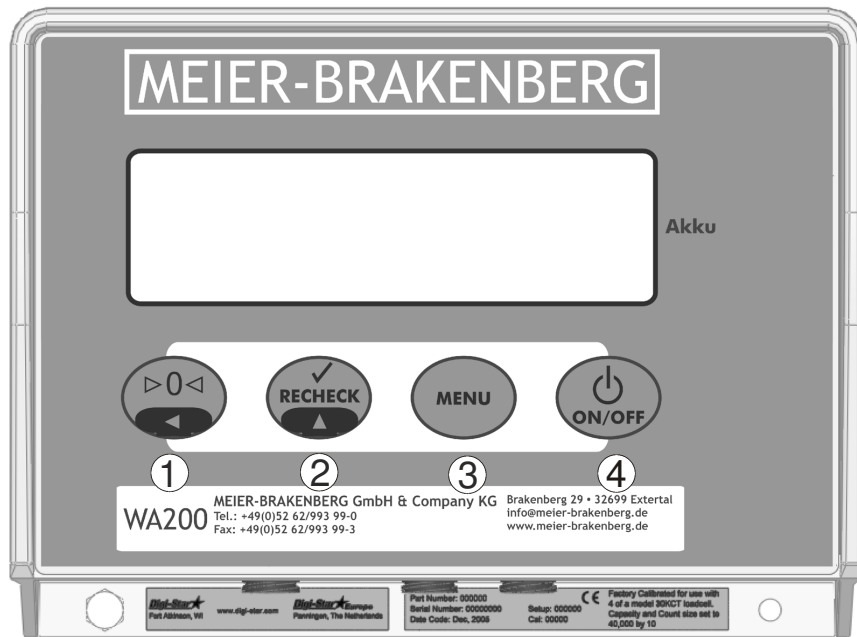 MEIER-BRAKENBERG
Akku
▷0◁
✓
RECHECK
MENU
ON/OFF
1 2 3 4
WA200
MEIER-BRAKENBERG GmbH & Company KG
Tel.: +49(0)52 62/993 99-0
Fax: +49(0)52 62/993 99-3
Brakenberg 29 • 32699 Extertal
info@meier-brakenberg.de
www.meier-brakenberg.de
Digi-Star
Fort Atkinson, WI
www.digi-star.com
Digi-Star Europe
Panningen, The Netherlands
Part Number: 000000
Serial Number: 00000000
Date Code: Dec, 2005
Setup: 000000
Cal: 00000
CE
Factory Calibrated for use with
4 of a model 30KCT loadcell.
Capacity and Count size set to
40,000 by 10